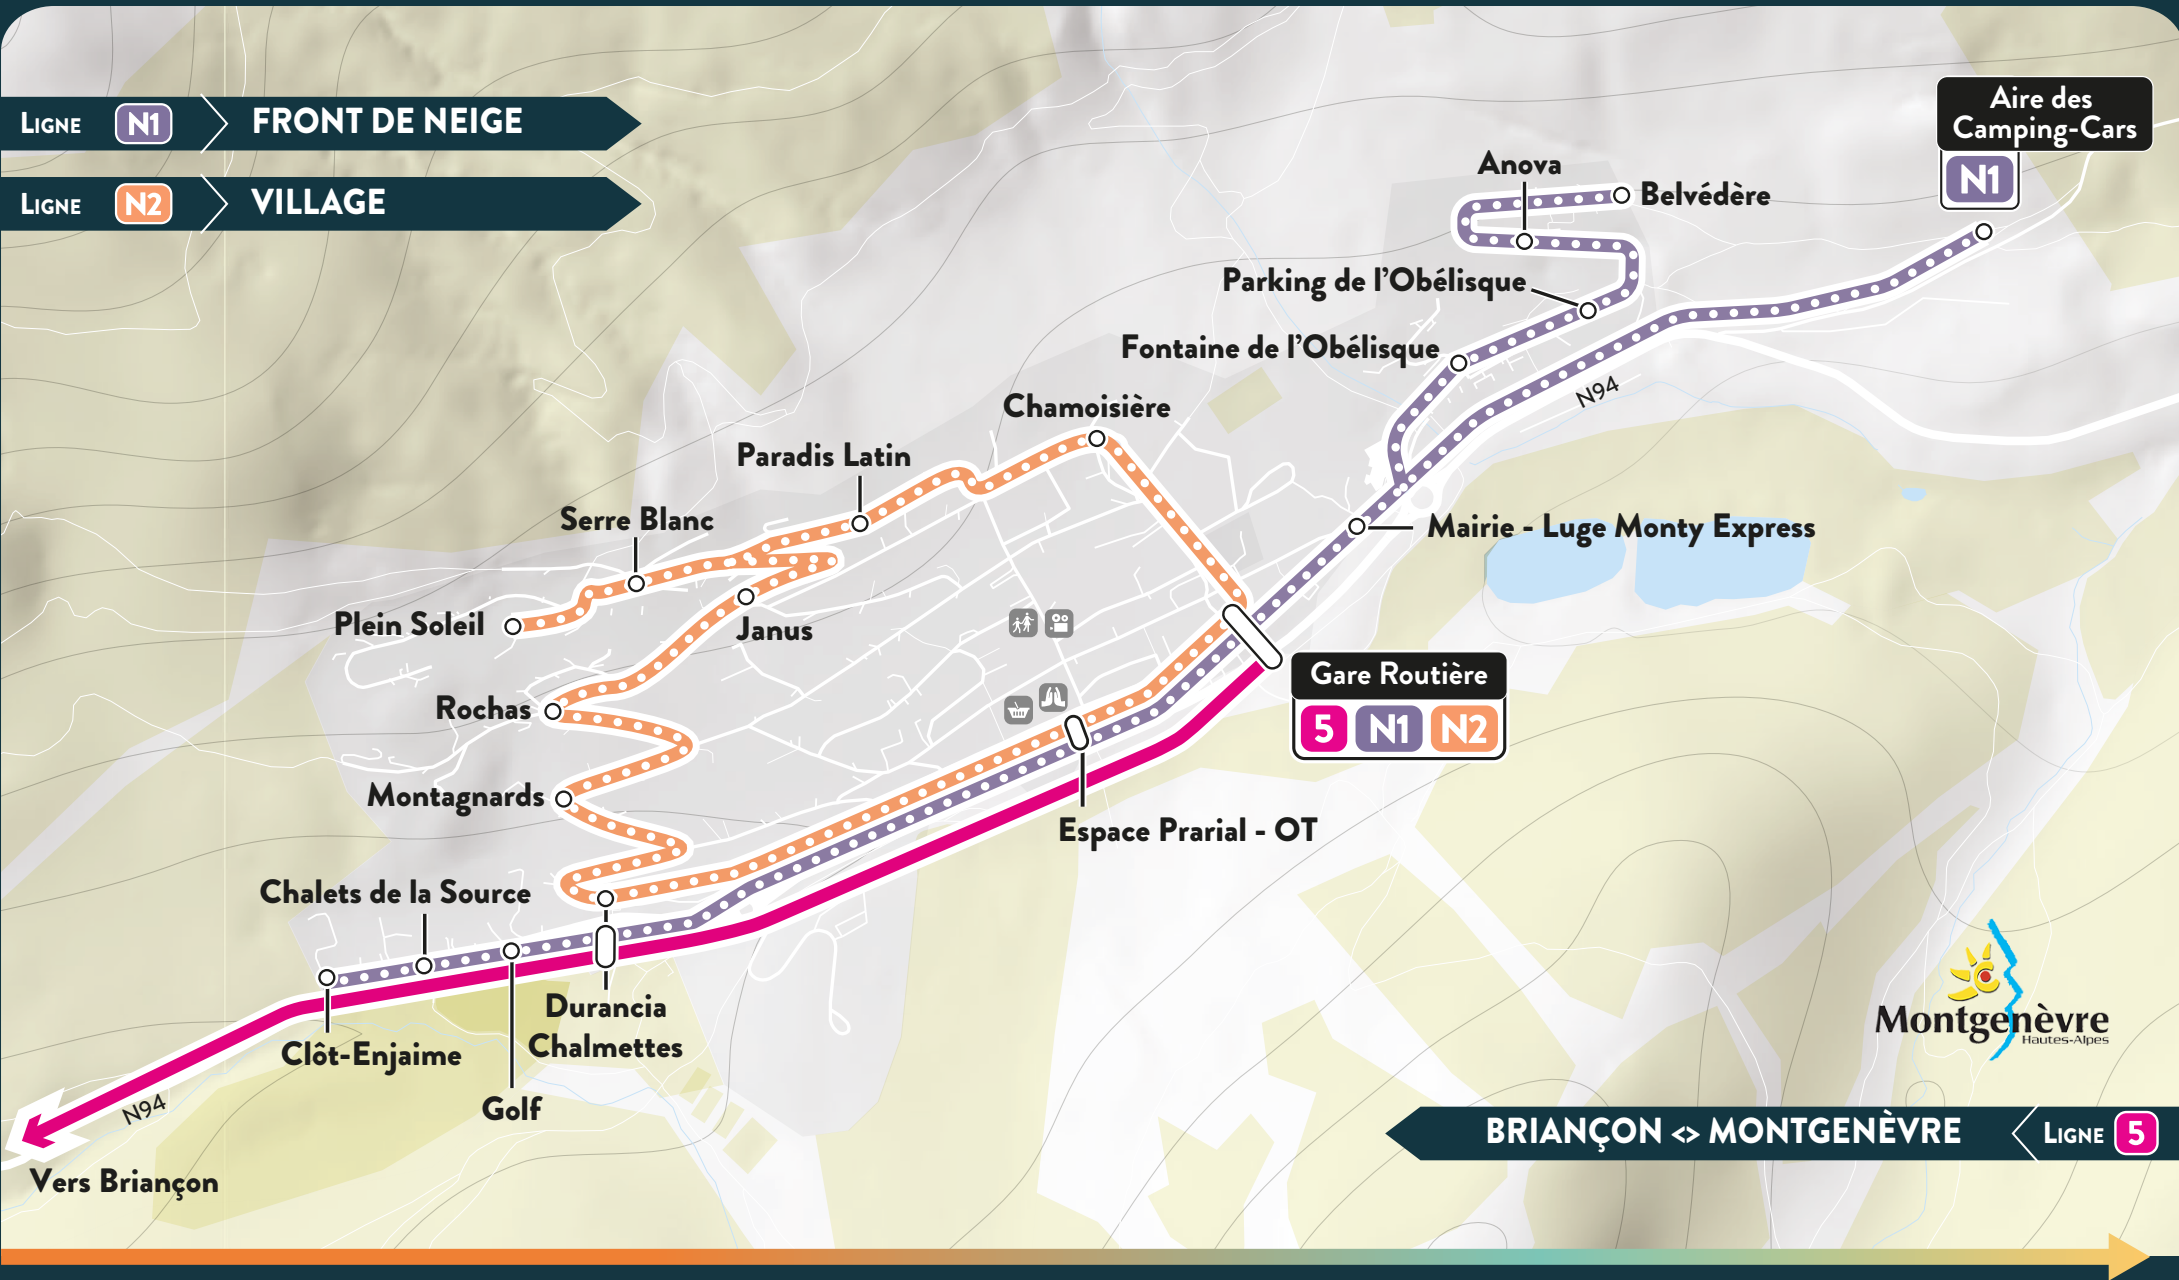 LIGNE N1 FRONT DE NEIGE
LIGNE N2 VILLAGE
Aire des
Camping-Cars
N1
Anova
Belvédère
Parking de l'Obélisque
Fontaine de l'Obélisque
N94
Chamoisière
Paradis Latin
Serre Blanc
Mairie - Luge Monty Express
Plein Soleil
Janus
Gare Routière
5 N1 N2
Rochas
Montagnards
Espace Prarial - OT
Chalets de la Source
Durancia
Chalmettes
Clôt-Enjaime
Golf
N94
Vers Briançon
Montgenèvre
Hautes-Alpes
BRIANÇON <> MONTGENÈVRE LIGNE 5